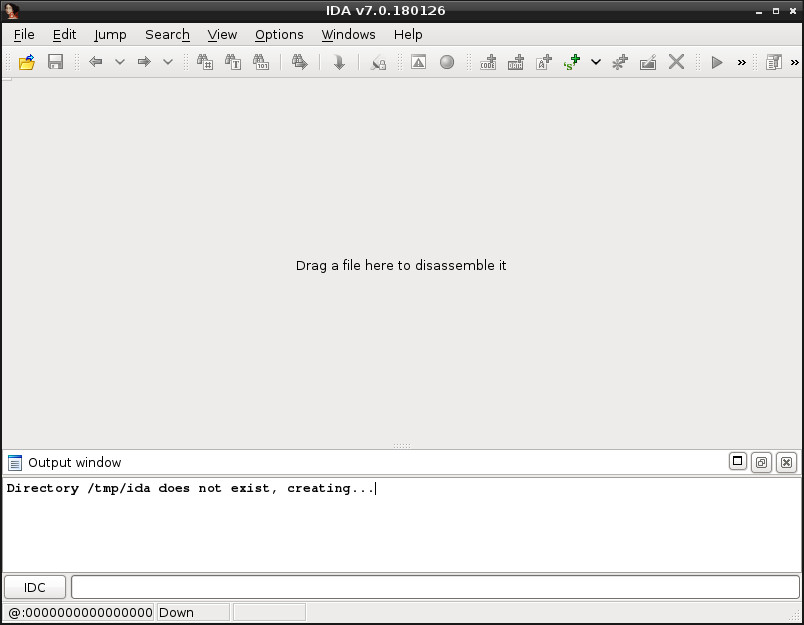 IDA v7.0.180126
File Edit Jump Search View Options Windows Help
Drag a file here to disassemble it
Output window
Directory /tmp/ida does not exist, creating...
IDC
@:0000000000000000 Down